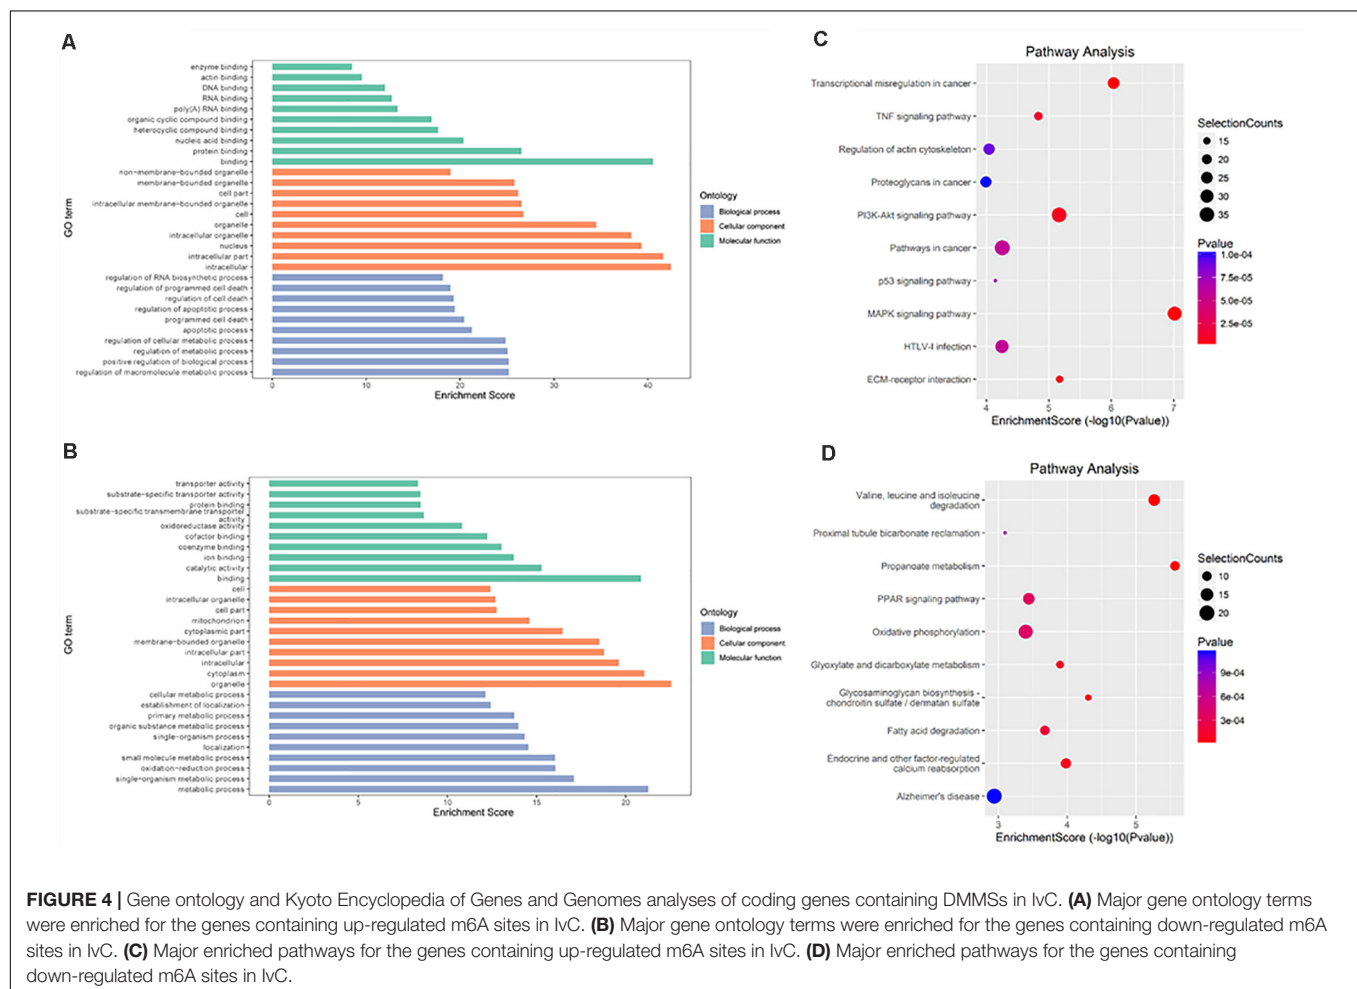 A
GO term
enzyme binding
actin binding
DNA binding
RNA binding
poly(A) RNA binding
organic cyclic compound binding
heterocyclic compound binding
nucleic acid binding
protein binding
binding
non-membrane-bounded organelle
membrane-bounded organelle
cell part
intracellular membrane-bounded organelle
cell
organelle
intracellular organelle
nucleus
intracellular part
intracellular
regulation of RNA biosynthetic process
regulation of programmed cell death
regulation of cell death
regulation of apoptotic process
programmed cell death
apoptotic process
regulation of cellular metabolic process
regulation of metabolic process
positive regulation of biological process
regulation of macromolecule metabolic process
0 10 20 30 40
Enrichment Score
Ontology
Biological process
Cellular component
Molecular function
C
Pathway Analysis
Transcriptional misregulation in cancer
TNF signaling pathway
Regulation of actin cytoskeleton
Proteoglycans in cancer
PI3K-Akt signaling pathway
Pathways in cancer
p53 signaling pathway
MAPK signaling pathway
HTLV-I infection
ECM-receptor interaction
4 5 6 7
EnrichmentScore (-log10(Pvalue))
SelectionCounts
15
20
25
30
35
Pvalue
1.0e-04
7.5e-05
5.0e-05
2.5e-05
B
GO term
transporter activity
substrate-specific transporter activity
protein binding
substrate-specific transmembrane transporter
activity
oxidoreductase activity
cofactor binding
coenzyme binding
ion binding
catalytic activity
binding
cell
intracellular organelle
cell part
mitochondrion
cytoplasmic part
membrane-bounded organelle
intracellular part
intracellular
cytoplasm
organelle
cellular metabolic process
establishment of localization
primary metabolic process
organic substance metabolic process
single-organism process
localization
small molecule metabolic process
oxidation-reduction process
single-organism metabolic process
metabolic process
0 5 10 15 20
Enrichment Score
Ontology
Biological process
Cellular component
Molecular function
D
Pathway Analysis
Valine, leucine and isoleucine
degradation
Proximal tubule bicarbonate reclamation
Propanoate metabolism
PPAR signaling pathway
Oxidative phosphorylation
Glyoxylate and dicarboxylate metabolism
Glycosaminoglycan biosynthesis -
chondroitin sulfate / dermatan sulfate
Fatty acid degradation
Endocrine and other factor-regulated
calcium reabsorption
Alzheimer's disease
3 4 5
EnrichmentScore (-log10(Pvalue))
SelectionCounts
10
15
20
Pvalue
9e-04
6e-04
3e-04
FIGURE 4 | Gene ontology and Kyoto Encyclopedia of Genes and Genomes analyses of coding genes containing DMMSs in IvC. (A) Major gene ontology terms
were enriched for the genes containing up-regulated m6A sites in IvC. (B) Major gene ontology terms were enriched for the genes containing down-regulated m6A
sites in IvC. (C) Major enriched pathways for the genes containing up-regulated m6A sites in IvC. (D) Major enriched pathways for the genes containing
down-regulated m6A sites in IvC.